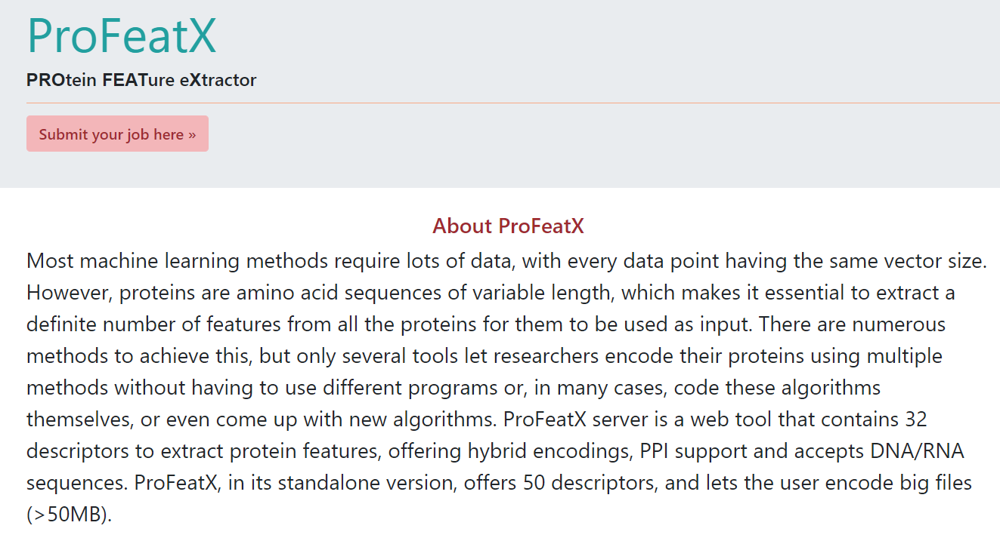 ProFeatX
PROtein FEATure eXtractor
Submit your job here »
About ProFeatX
Most machine learning methods require lots of data, with every data point having the same vector size.
However, proteins are amino acid sequences of variable length, which makes it essential to extract a
definite number of features from all the proteins for them to be used as input. There are numerous
methods to achieve this, but only several tools let researchers encode their proteins using multiple
methods without having to use different programs or, in many cases, code these algorithms
themselves, or even come up with new algorithms. ProFeatX server is a web tool that contains 32
descriptors to extract protein features, offering hybrid encodings, PPI support and accepts DNA/RNA
sequences. ProFeatX, in its standalone version, offers 50 descriptors, and lets the user encode big files
(>50MB).